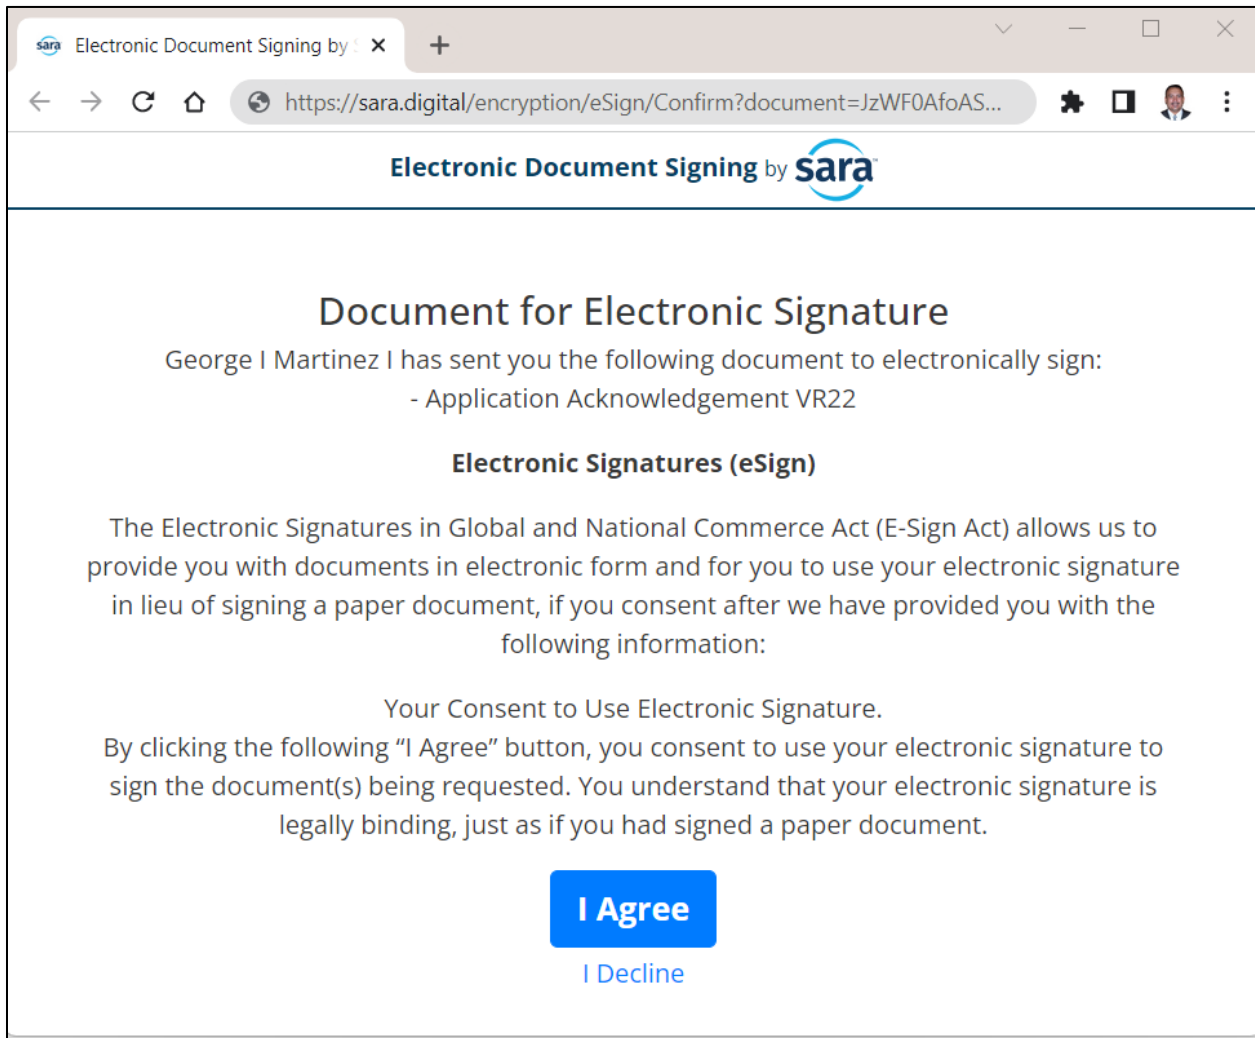 sara Electronic Document Signing by
https://sara.digital/encryption/eSign/Confirm?document=JzWF0AfoAS...
Electronic Document Signing by sara™
Document for Electronic Signature
George I Martinez I has sent you the following document to electronically sign:
- Application Acknowledgement VR22
Electronic Signatures (eSign)
The Electronic Signatures in Global and National Commerce Act (E-Sign Act) allows us to
provide you with documents in electronic form and for you to use your electronic signature
in lieu of signing a paper document, if you consent after we have provided you with the
following information:
Your Consent to Use Electronic Signature.
By clicking the following “I Agree” button, you consent to use your electronic signature to
sign the document(s) being requested. You understand that your electronic signature is
legally binding, just as if you had signed a paper document.
I Agree
I Decline